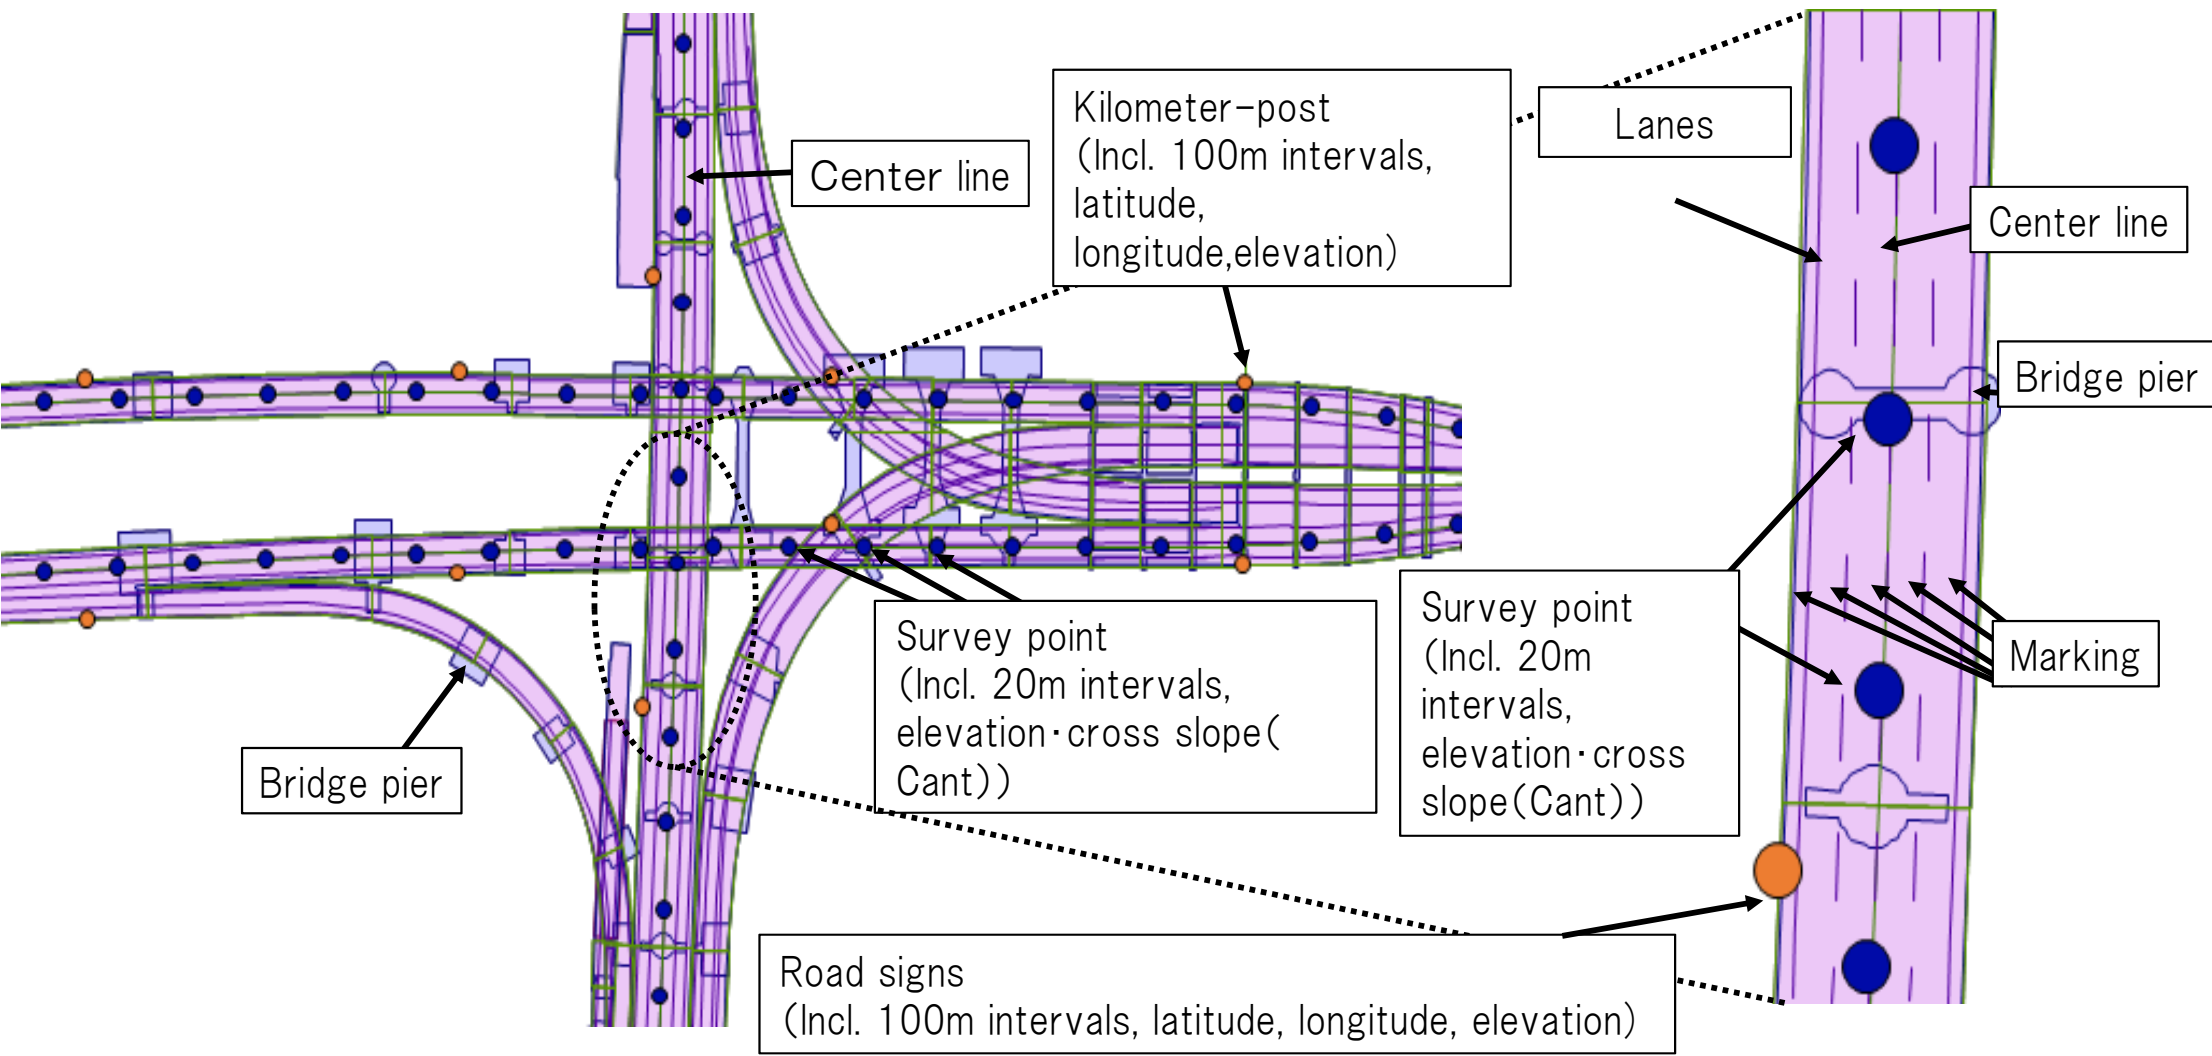 Kilometer-post
(Incl. 100m intervals,
latitude,
longitude,elevation)
Lanes
Center line
Center line
Bridge pier
Survey point
(Incl. 20m intervals,
elevation・cross slope(
Cant))
Survey point
(Incl. 20m
intervals,
elevation・cross
slope(Cant))
Marking
Bridge pier
Road signs
(Incl. 100m intervals, latitude, longitude, elevation)